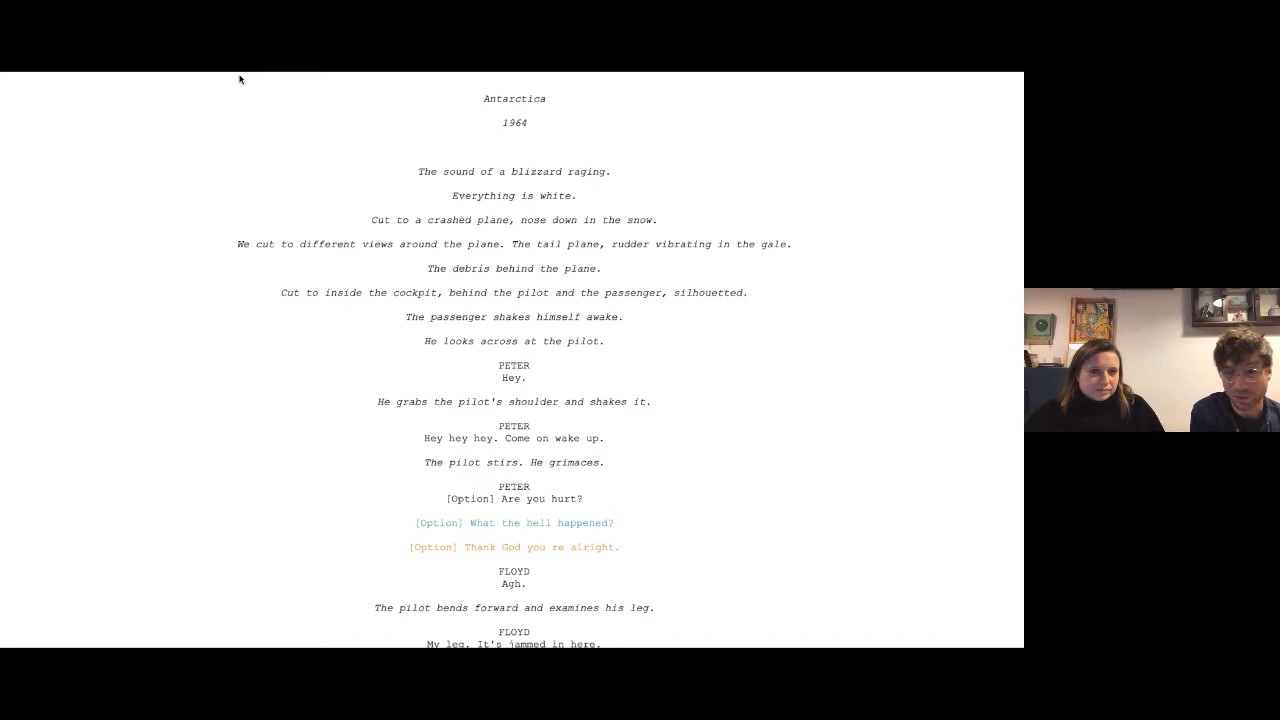 Antarctica
1964
The sound of a blizzard raging.
Everything is white.
Cut to a crashed plane, nose down in the snow.
We cut to different views around the plane. The tail plane, rudder vibrating in the gale.
The debris behind the plane.
Cut to inside the cockpit, behind the pilot and the passenger, silhouetted.
The passenger shakes himself awake.
He looks across at the pilot.
PETER
Hey.
He grabs the pilot's shoulder and shakes it.
PETER
Hey hey hey. Come on wake up.
The pilot stirs. He grimaces.
PETER
[Option] Are you hurt?
[Option] What the hell happened?
[Option] Thank God you re alright.
FLOYD
Agh.
The pilot bends forward and examines his leg.
FLOYD
My leg. It's jammed in here.